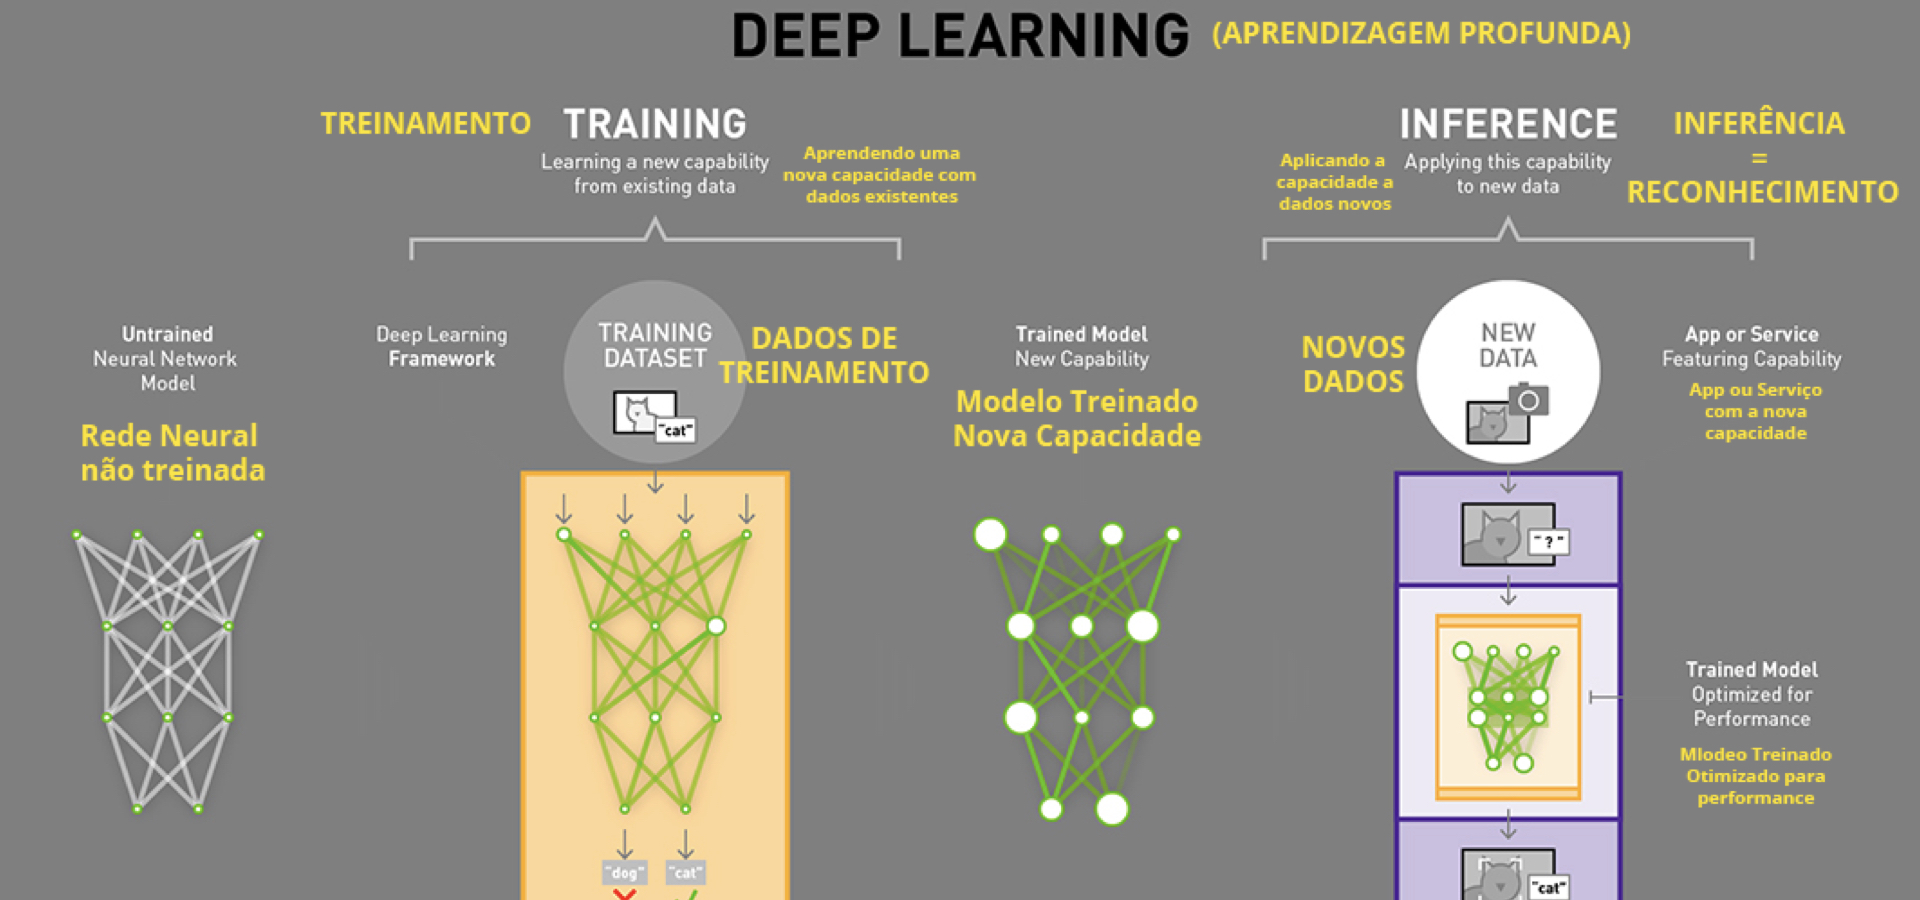 DEEP LEARNING (APRENDIZAGEM PROFUNDA)
TREINAMENTO TRAINING
Learning a new capability
from existing data
Aprendendo uma
nova capacidade com
dados existentes
INFERENCE
Applying this capability
to new data
Aplicando a
capacidade a
dados novos
INFERÊNCIA
=
RECONHECIMENTO
Untrained
Neural Network
Model
Rede Neural
não treinada
Deep Learning
Framework
TRAINING
DATASET
"cat"
DADOS DE
TREINAMENTO
Trained Model
New Capability
Modelo Treinado
Nova Capacidade
NOVOS
DADOS
NEW
DATA
App or Service
Featuring Capability
App ou Serviço
com a nova
capacidade
"?"
Trained Model
Optimized for
Performance
Mlodeo Treinado
Otimizado para
performance
"dog" "cat"
"cat"